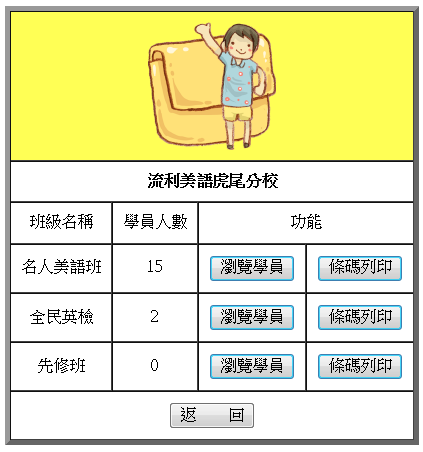 流利美語虎尾分校
班級名稱 學員人數 功能
名人美語班 15 瀏覽學員 條碼列印
全民英檢 2 瀏覽學員 條碼列印
先修班 0 瀏覽學員 條碼列印
返 回